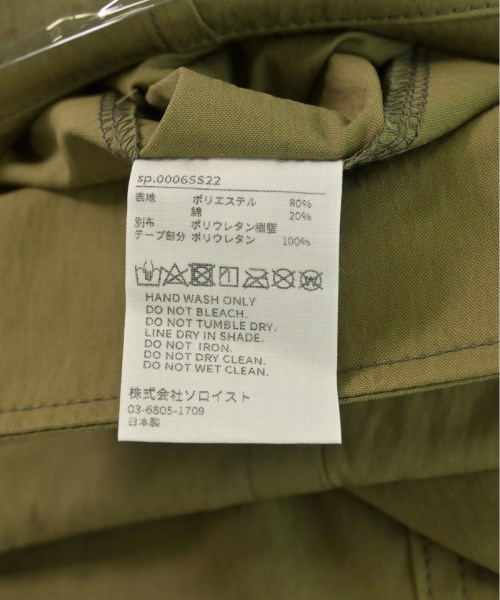 sp.0006SS22
表地 ポリエステル 80%
綿 20%
別布 ポリウレタン樹脂
テープ部分 ポリウレタン 100%
HAND WASH ONLY
DO NOT BLEACH.
DO NOT TUMBLE DRY.
LINE DRY IN SHADE.
DO NOT IRON.
DO NOT DRY CLEAN.
DO NOT WET CLEAN.
株式会社ソロイスト
03-6805-1709
日本製